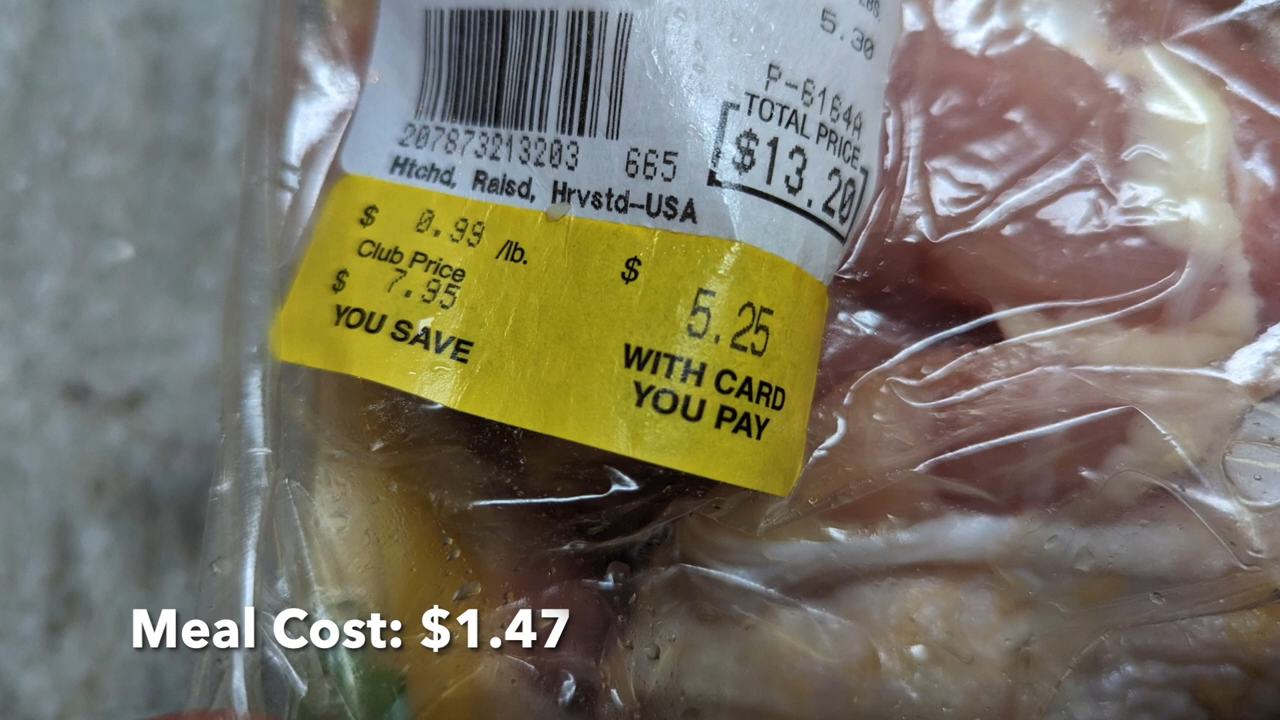 5.30
P-6164A
TOTAL PRICE
$13.20
207873213203 665
Htchd, Raisd, Hrvstd-USA
$ 0.99 /lb.
Club Price
$ 7.95
YOU SAVE
$ 5.25
WITH CARD
YOU PAY
Meal Cost: $1.47